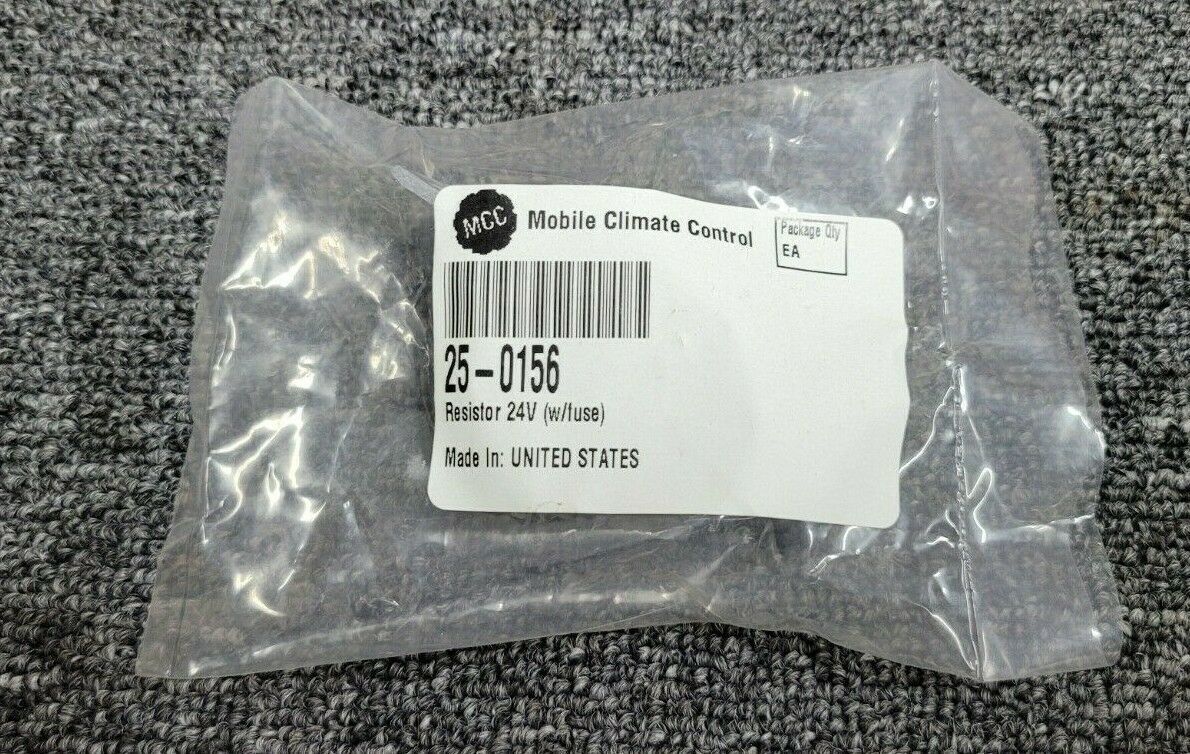 MCC Mobile Climate Control
Package Qty
EA
25-0156
Resistor 24V (w/fuse)
Made In: UNITED STATES